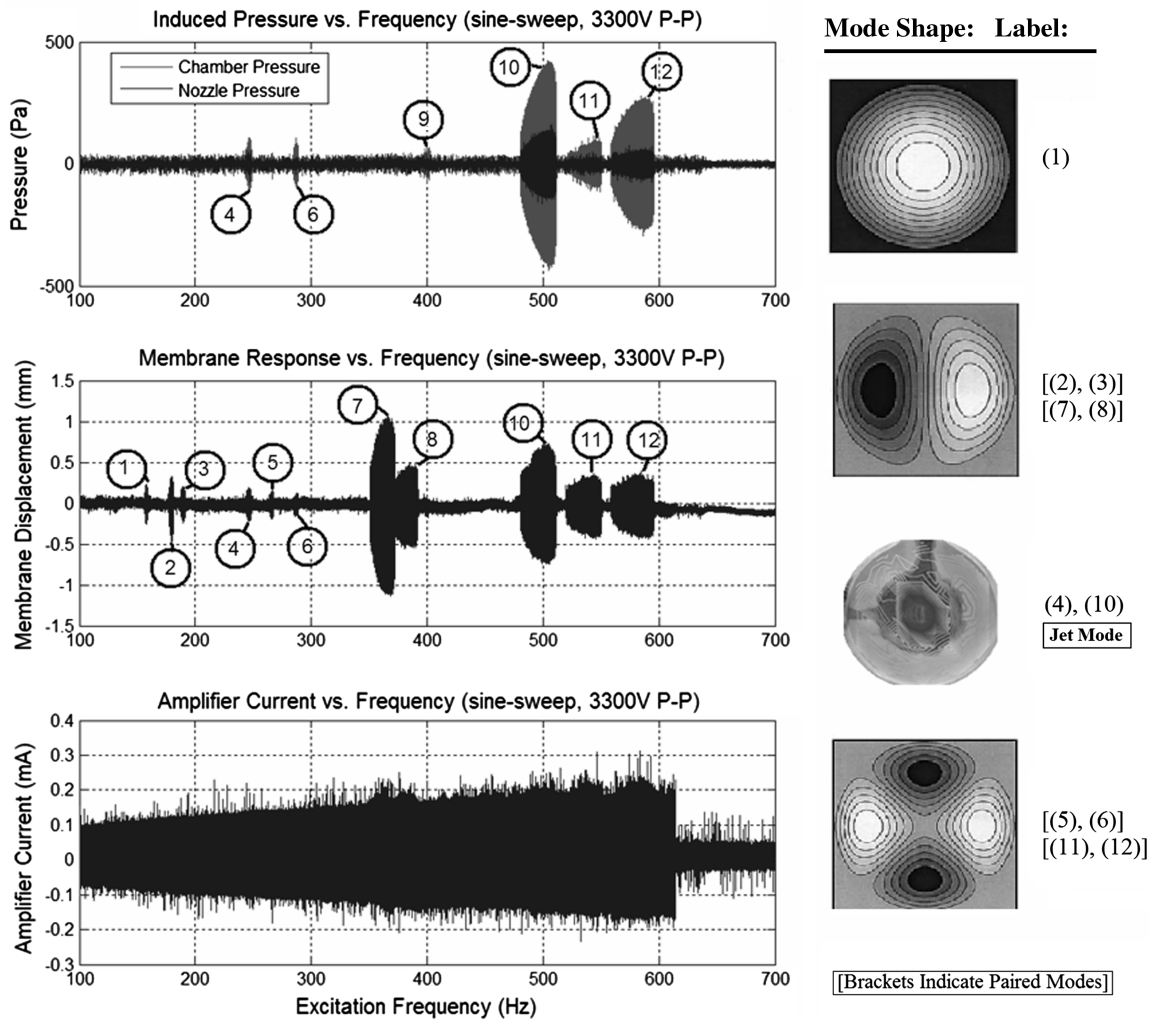 Induced Pressure vs. Frequency (sine-sweep, 3300V P-P)
Pressure (Pa)
500
0
-500
Chamber Pressure
Nozzle Pressure
4
6
9
10
11
12
100 200 300 400 500 600 700
Membrane Response vs. Frequency (sine-sweep, 3300V P-P)
Membrane Displacement (mm)
1.5
1
0.5
0
-0.5
-1
-1.5
1
2
3
4
5
6
7
8
10
11
12
100 200 300 400 500 600 700
Amplifier Current vs. Frequency (sine-sweep, 3300V P-P)
Amplifier Current (mA)
0.4
0.3
0.2
0.1
0
-0.1
-0.2
-0.3
100 200 300 400 500 600 700
Excitation Frequency (Hz)
Mode Shape: Label:
(1)
[(2), (3)]
[(7), (8)]
(4), (10)
Jet Mode
[(5), (6)]
[(11), (12)]
[Brackets Indicate Paired Modes]